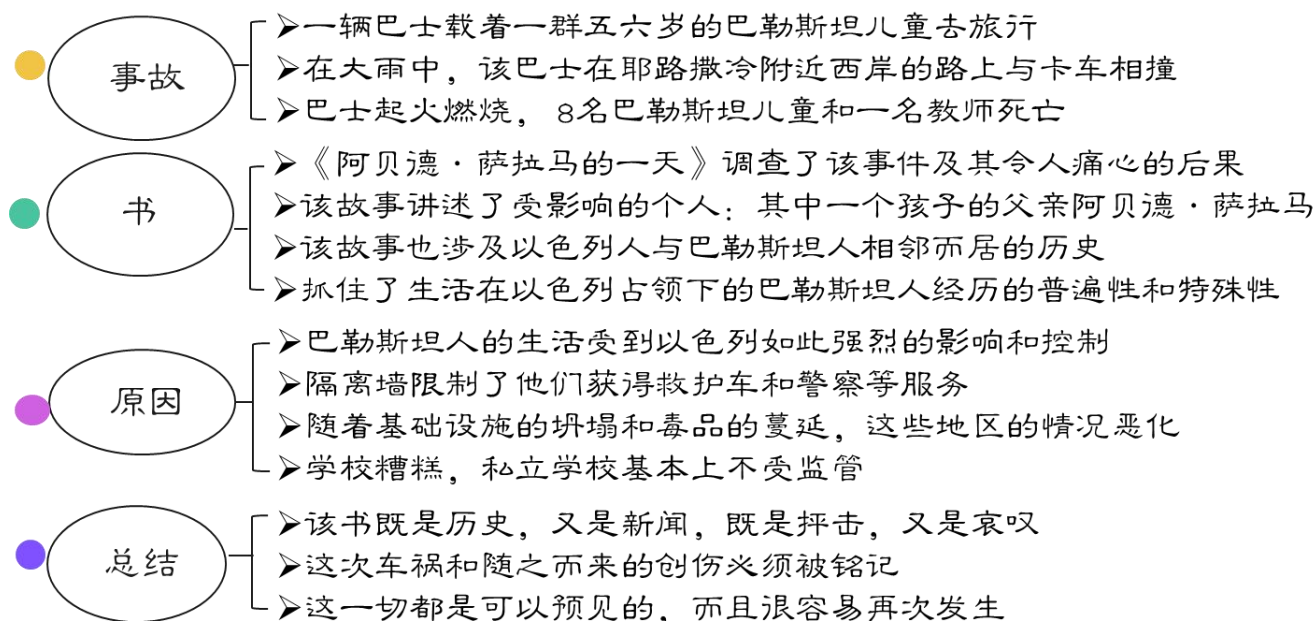 事故
➢一辆巴士载着一群五六岁的巴勒斯坦儿童去旅行
➢在大雨中，该巴士在耶路撒冷附近西岸的路上与卡车相撞
➢巴士起火燃烧，8名巴勒斯坦儿童和一名教师死亡
书
➢《阿贝德·萨拉马的一天》调查了该事件及其令人痛心的后果
➢该故事讲述了受影响的个人：其中一个孩子的父亲阿贝德·萨拉马
➢该故事也涉及以色列人与巴勒斯坦人相邻而居的历史
➢抓住了生活在以色列占领下的巴勒斯坦人经历的普遍性和特殊性
原因
➢巴勒斯坦人的生活受到以色列如此强烈的影响和控制
➢隔离墙限制了他们获得救护车和警察等服务
➢随着基础设施的坍塌和毒品的蔓延，这些地区的情况恶化
➢学校糟糕，私立学校基本上不受监管
总结
➢该书既是历史，又是新闻，既是抨击，又是哀叹
➢这次车祸和随之而来的创伤必须被铭记
➢这一切都是可以预见的，而且很容易再次发生